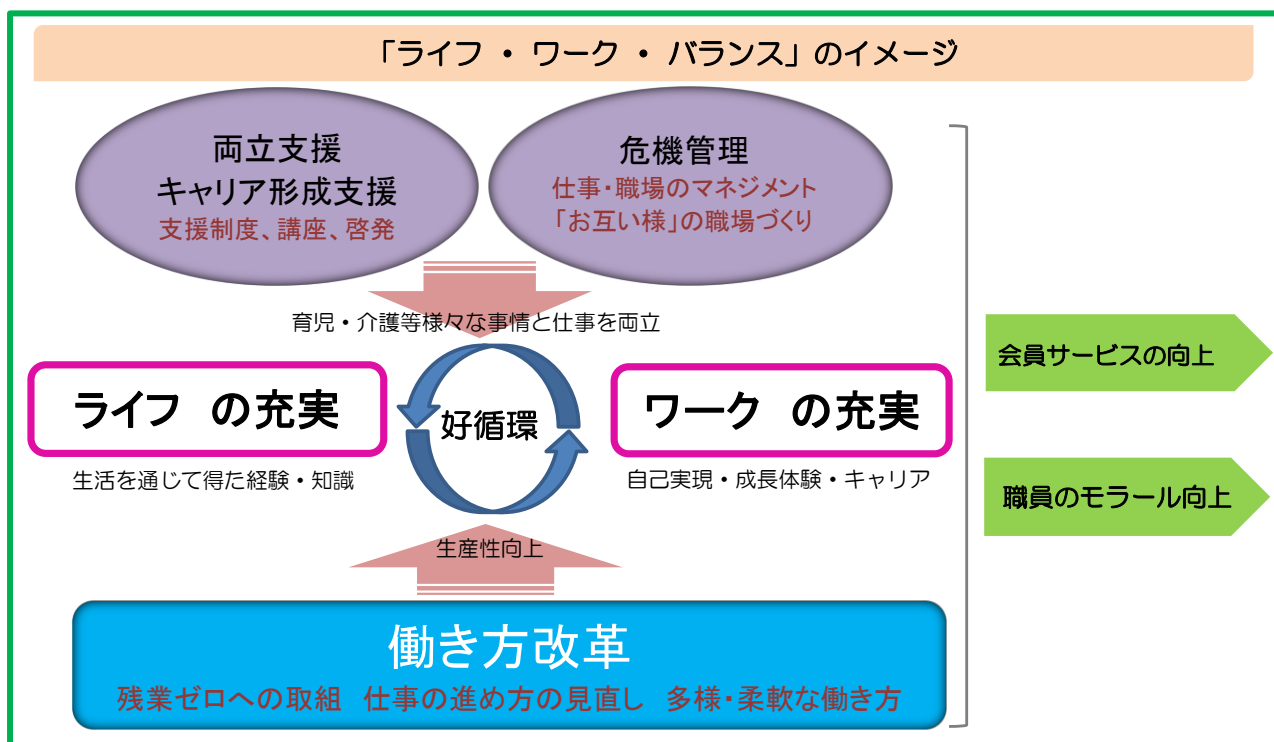 「ライフ ・ ワーク ・ バランス」のイメージ
両立支援
キャリア形成支援
支援制度、講座、啓発
危機管理
仕事・職場のマネジメント
「お互い様」の職場づくり
育児・介護等様々な事情と仕事を両立
ライフ の充実
好循環
ワーク の充実
生活を通じて得た経験・知識
自己実現・成長体験・キャリア
生産性向上
働き方改革
残業ゼロへの取組 仕事の進め方の見直し 多様・柔軟な働き方
会員サービスの向上
職員のモラール向上